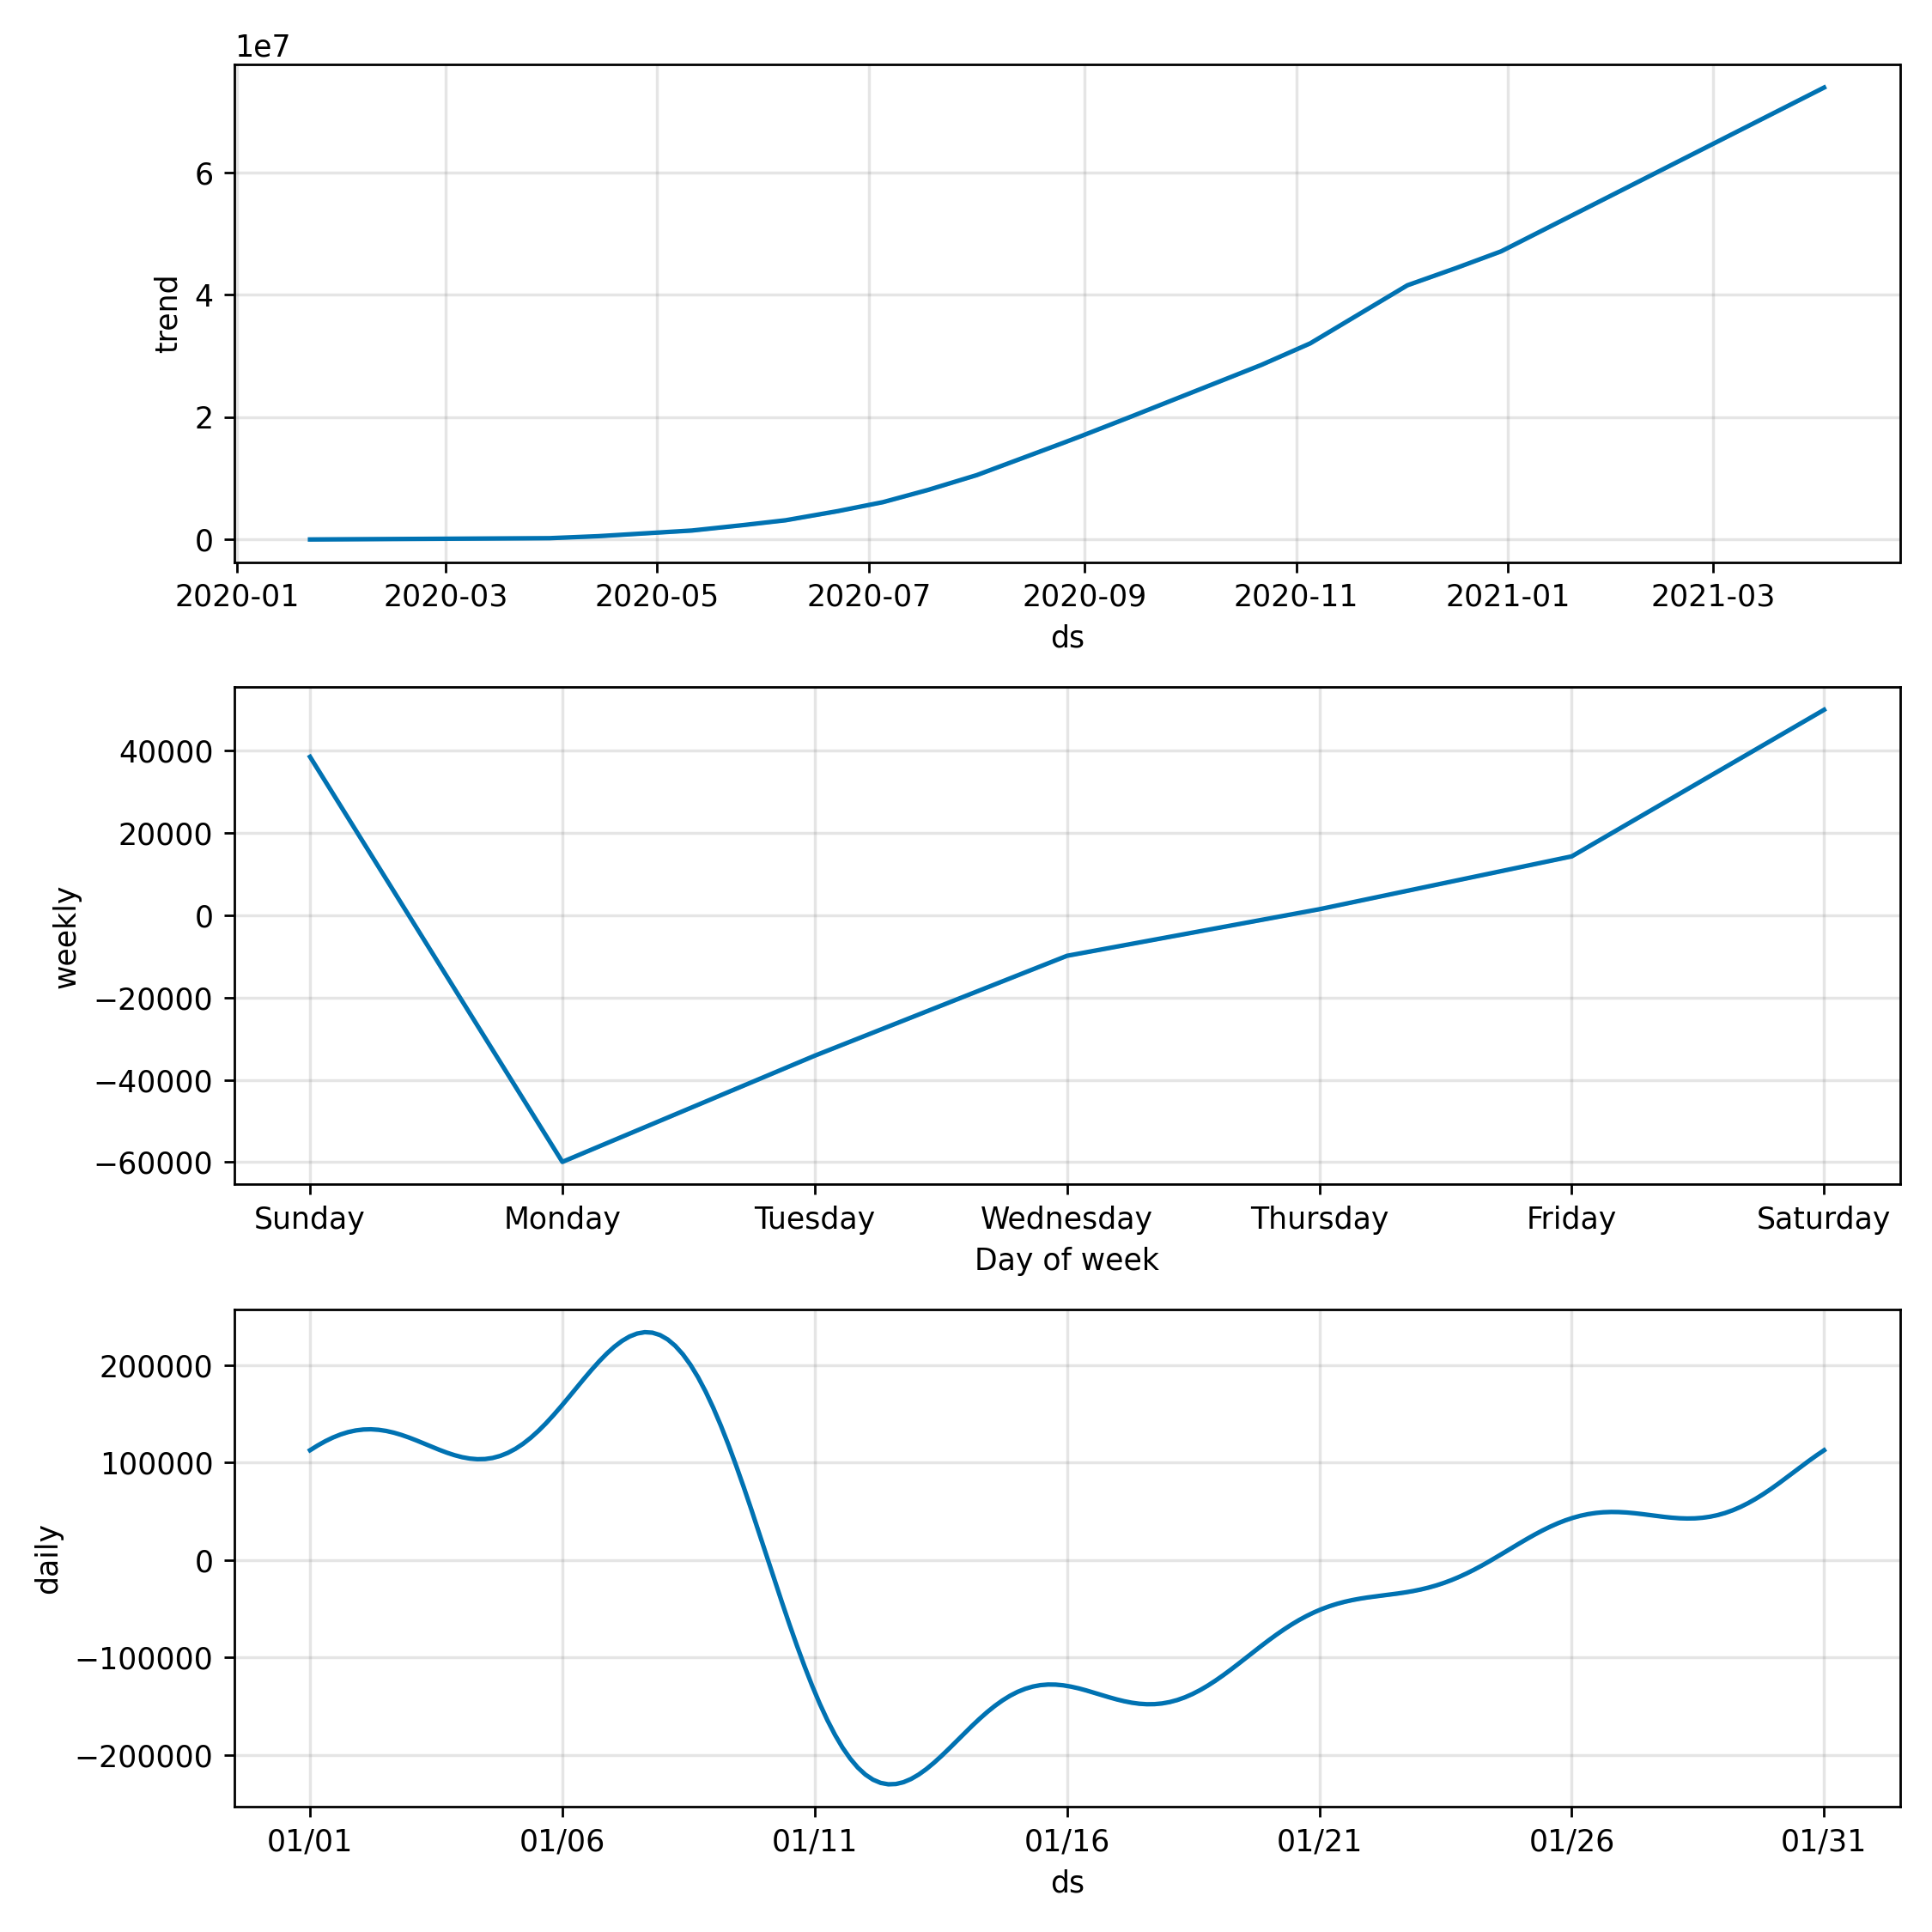 1e7
6
4
2
0
trend
2020-01 2020-03 2020-05 2020-07 2020-09 2020-11 2021-01 2021-03
ds
40000
20000
0
−20000
−40000
−60000
weekly
Sunday Monday Tuesday Wednesday Thursday Friday Saturday
Day of week
200000
100000
0
−100000
−200000
daily
01/01 01/06 01/11 01/16 01/21 01/26 01/31
ds